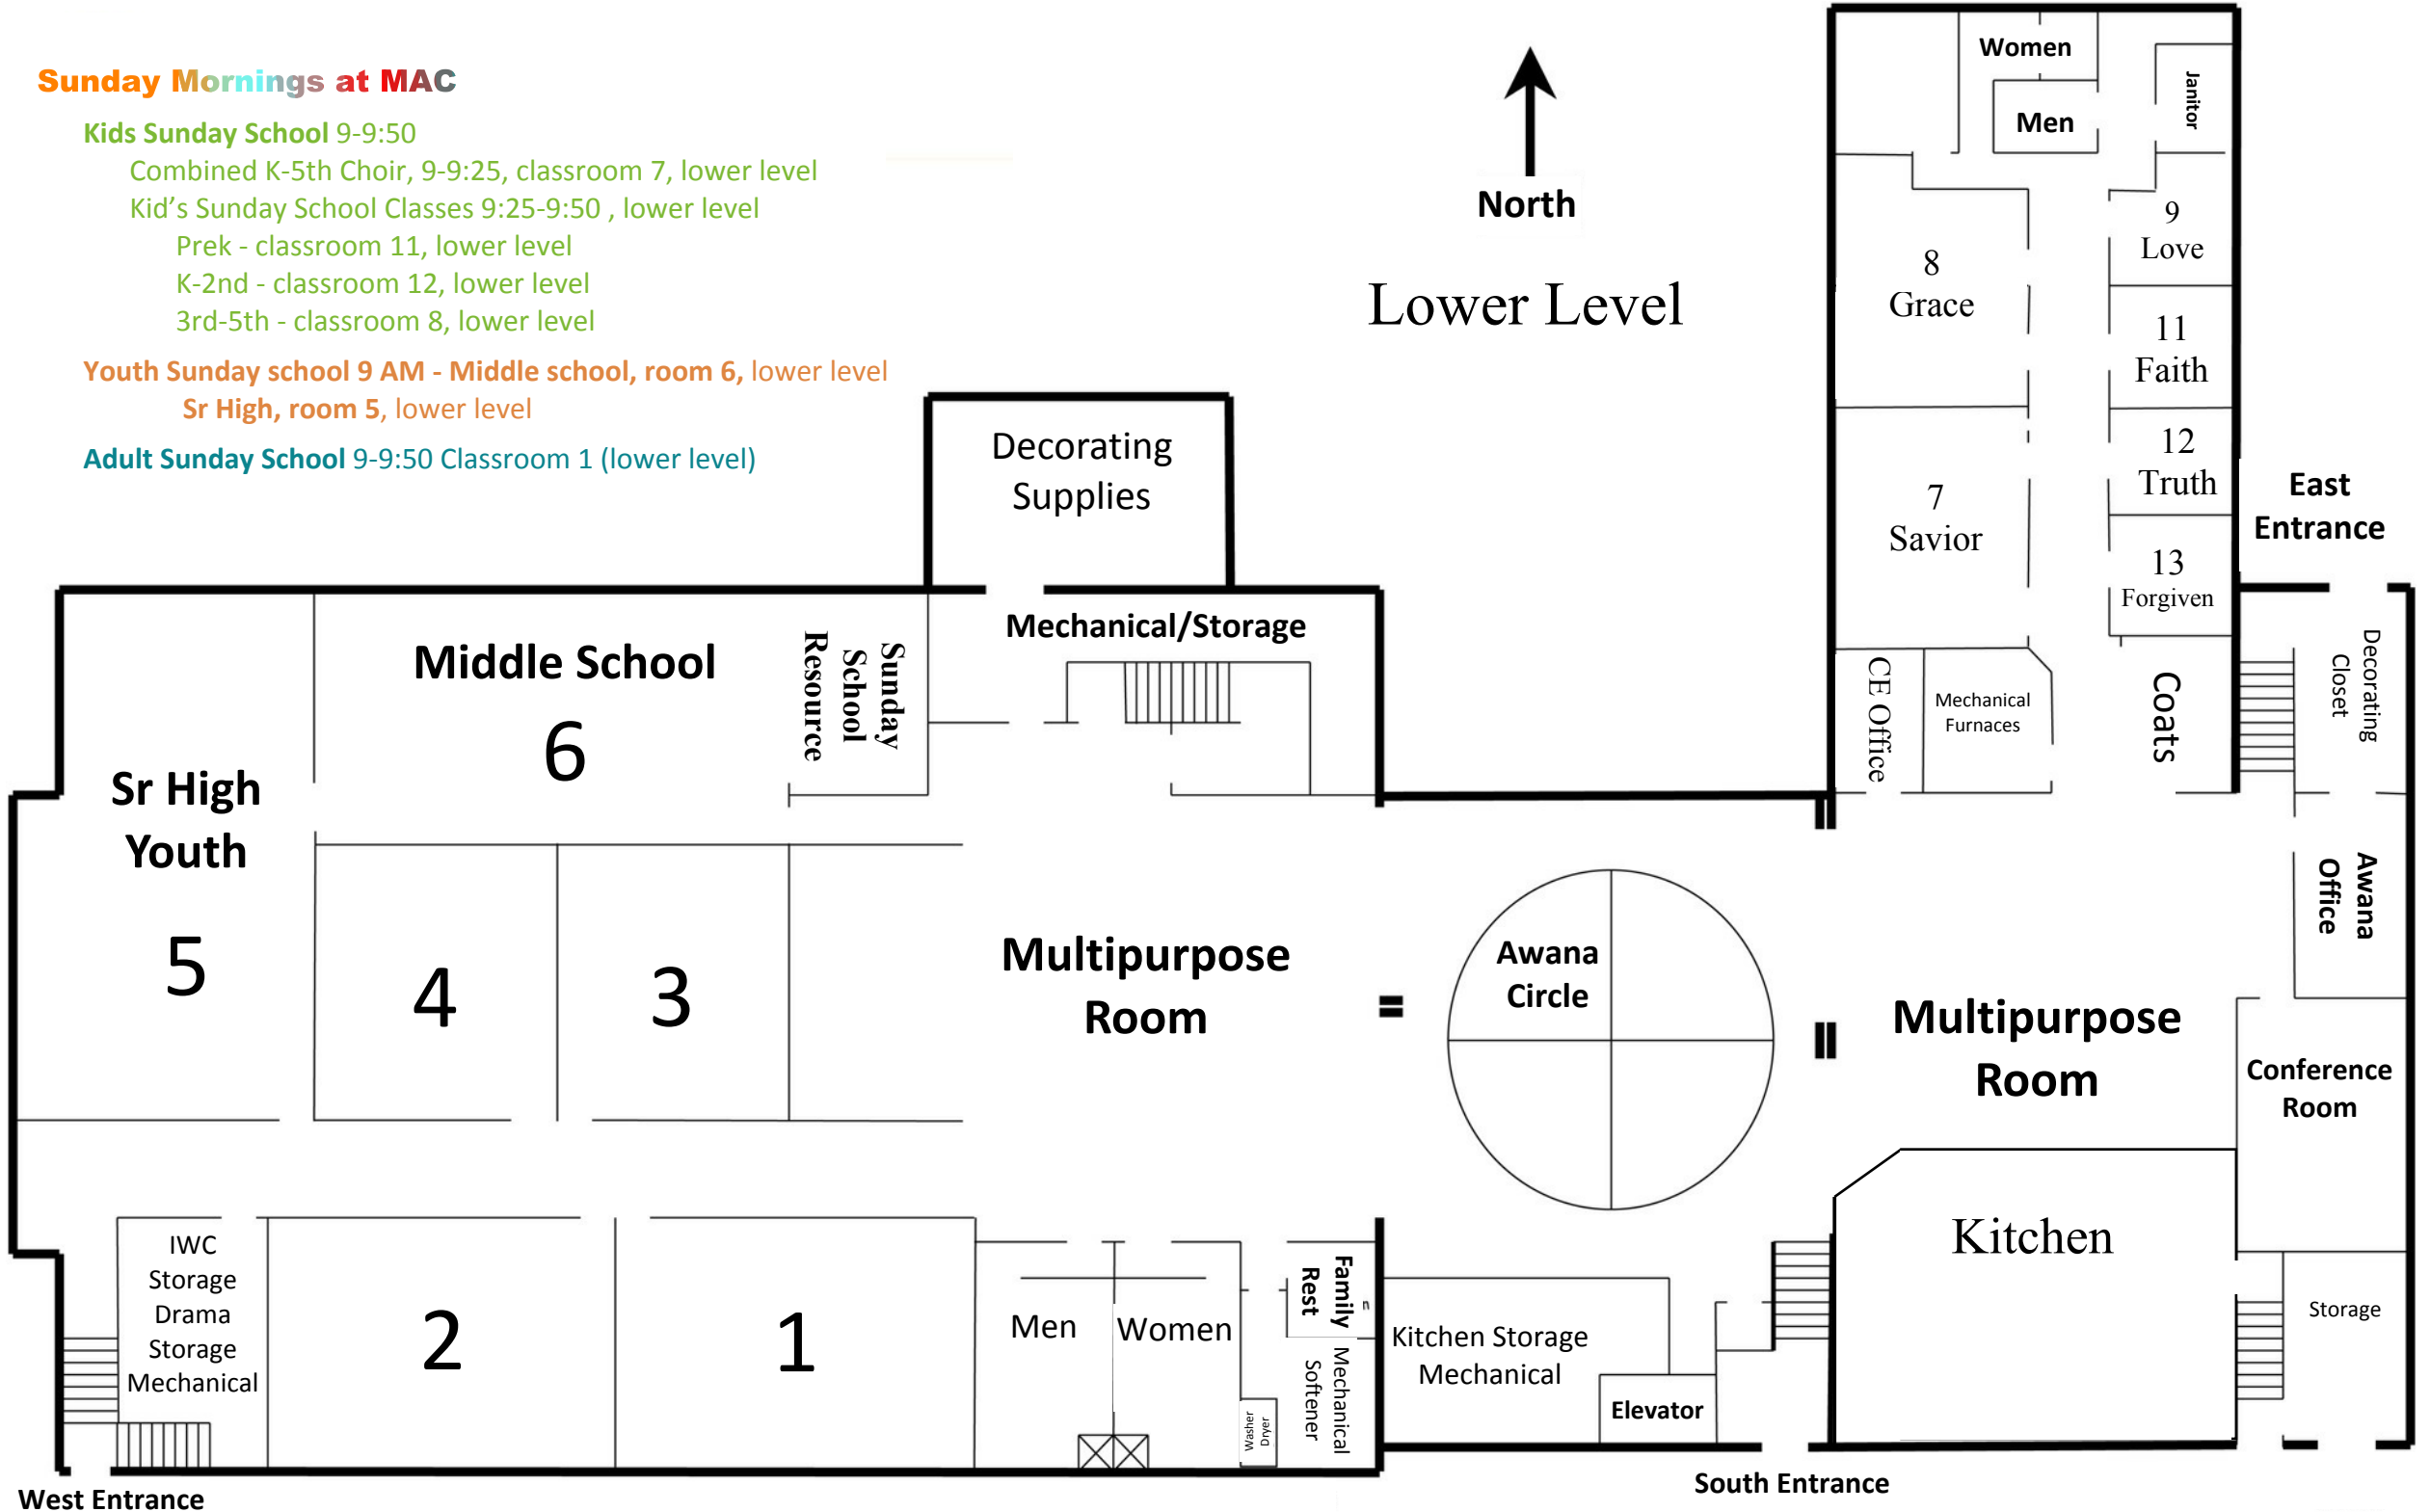 Sunday Mornings at MAC
Kids Sunday School 9-9:50
Combined K-5th Choir, 9-9:25, classroom 7, lower level
Kid’s Sunday School Classes 9:25-9:50 , lower level
Prek - classroom 11, lower level
K-2nd - classroom 12, lower level
3rd-5th - classroom 8, lower level
Youth Sunday school 9 AM - Middle school, room 6, lower level
Sr High, room 5, lower level
Adult Sunday School 9-9:50 Classroom 1 (lower level)
North
Lower Level
Women
Men
Janitor
9
Love
8
Grace
11
Faith
12
Truth
7
Savior
13
Forgiven
East
Entrance
Decorating
Supplies
Mechanical/Storage
Middle School
6
Sunday
School
Resource
CE Office
Mechanical
Furnaces
Coats
Decorating
Closet
Sr High
Youth
5
4
3
Multipurpose
Room
Awana
Circle
Multipurpose
Room
Awana
Office
Conference
Room
IWC
Storage
Drama
Storage
Mechanical
2
1
Men
Women
Family
Rest
Mechanical
Softener
Washer
Dryer
Kitchen Storage
Mechanical
Elevator
Kitchen
Storage
West Entrance
South Entrance